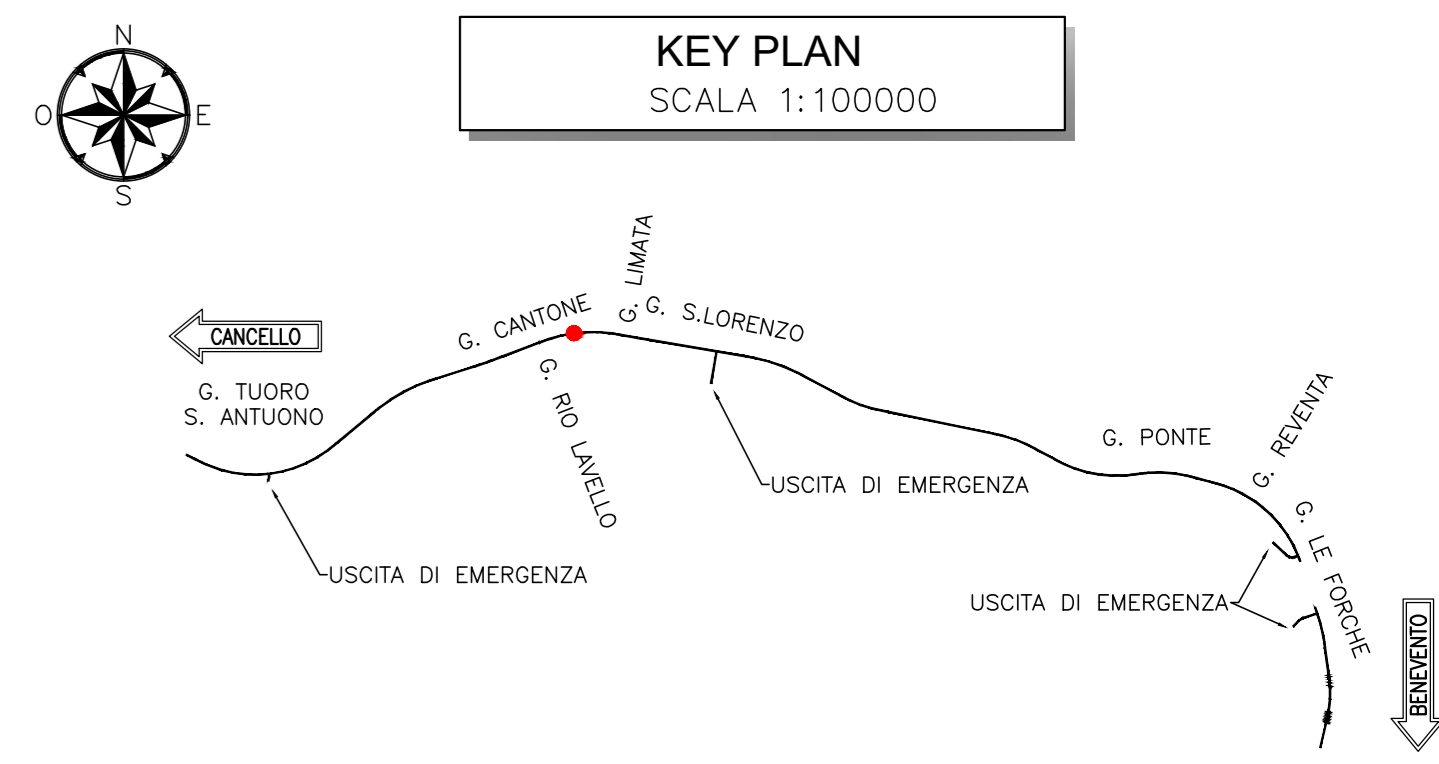 KEY PLAN
SCALA 1:100000
N
O
E
S
G. LIMATA
G. CANTONE
G. S.LORENZO
CANCELLO
G. TUORO
S. ANTUONO
G. RIO LAVELLO
G. REVENTA
G. PONTE
USCITA DI EMERGENZA
G. LE FORCHE
USCITA DI EMERGENZA
USCITA DI EMERGENZA
BENEVENTO